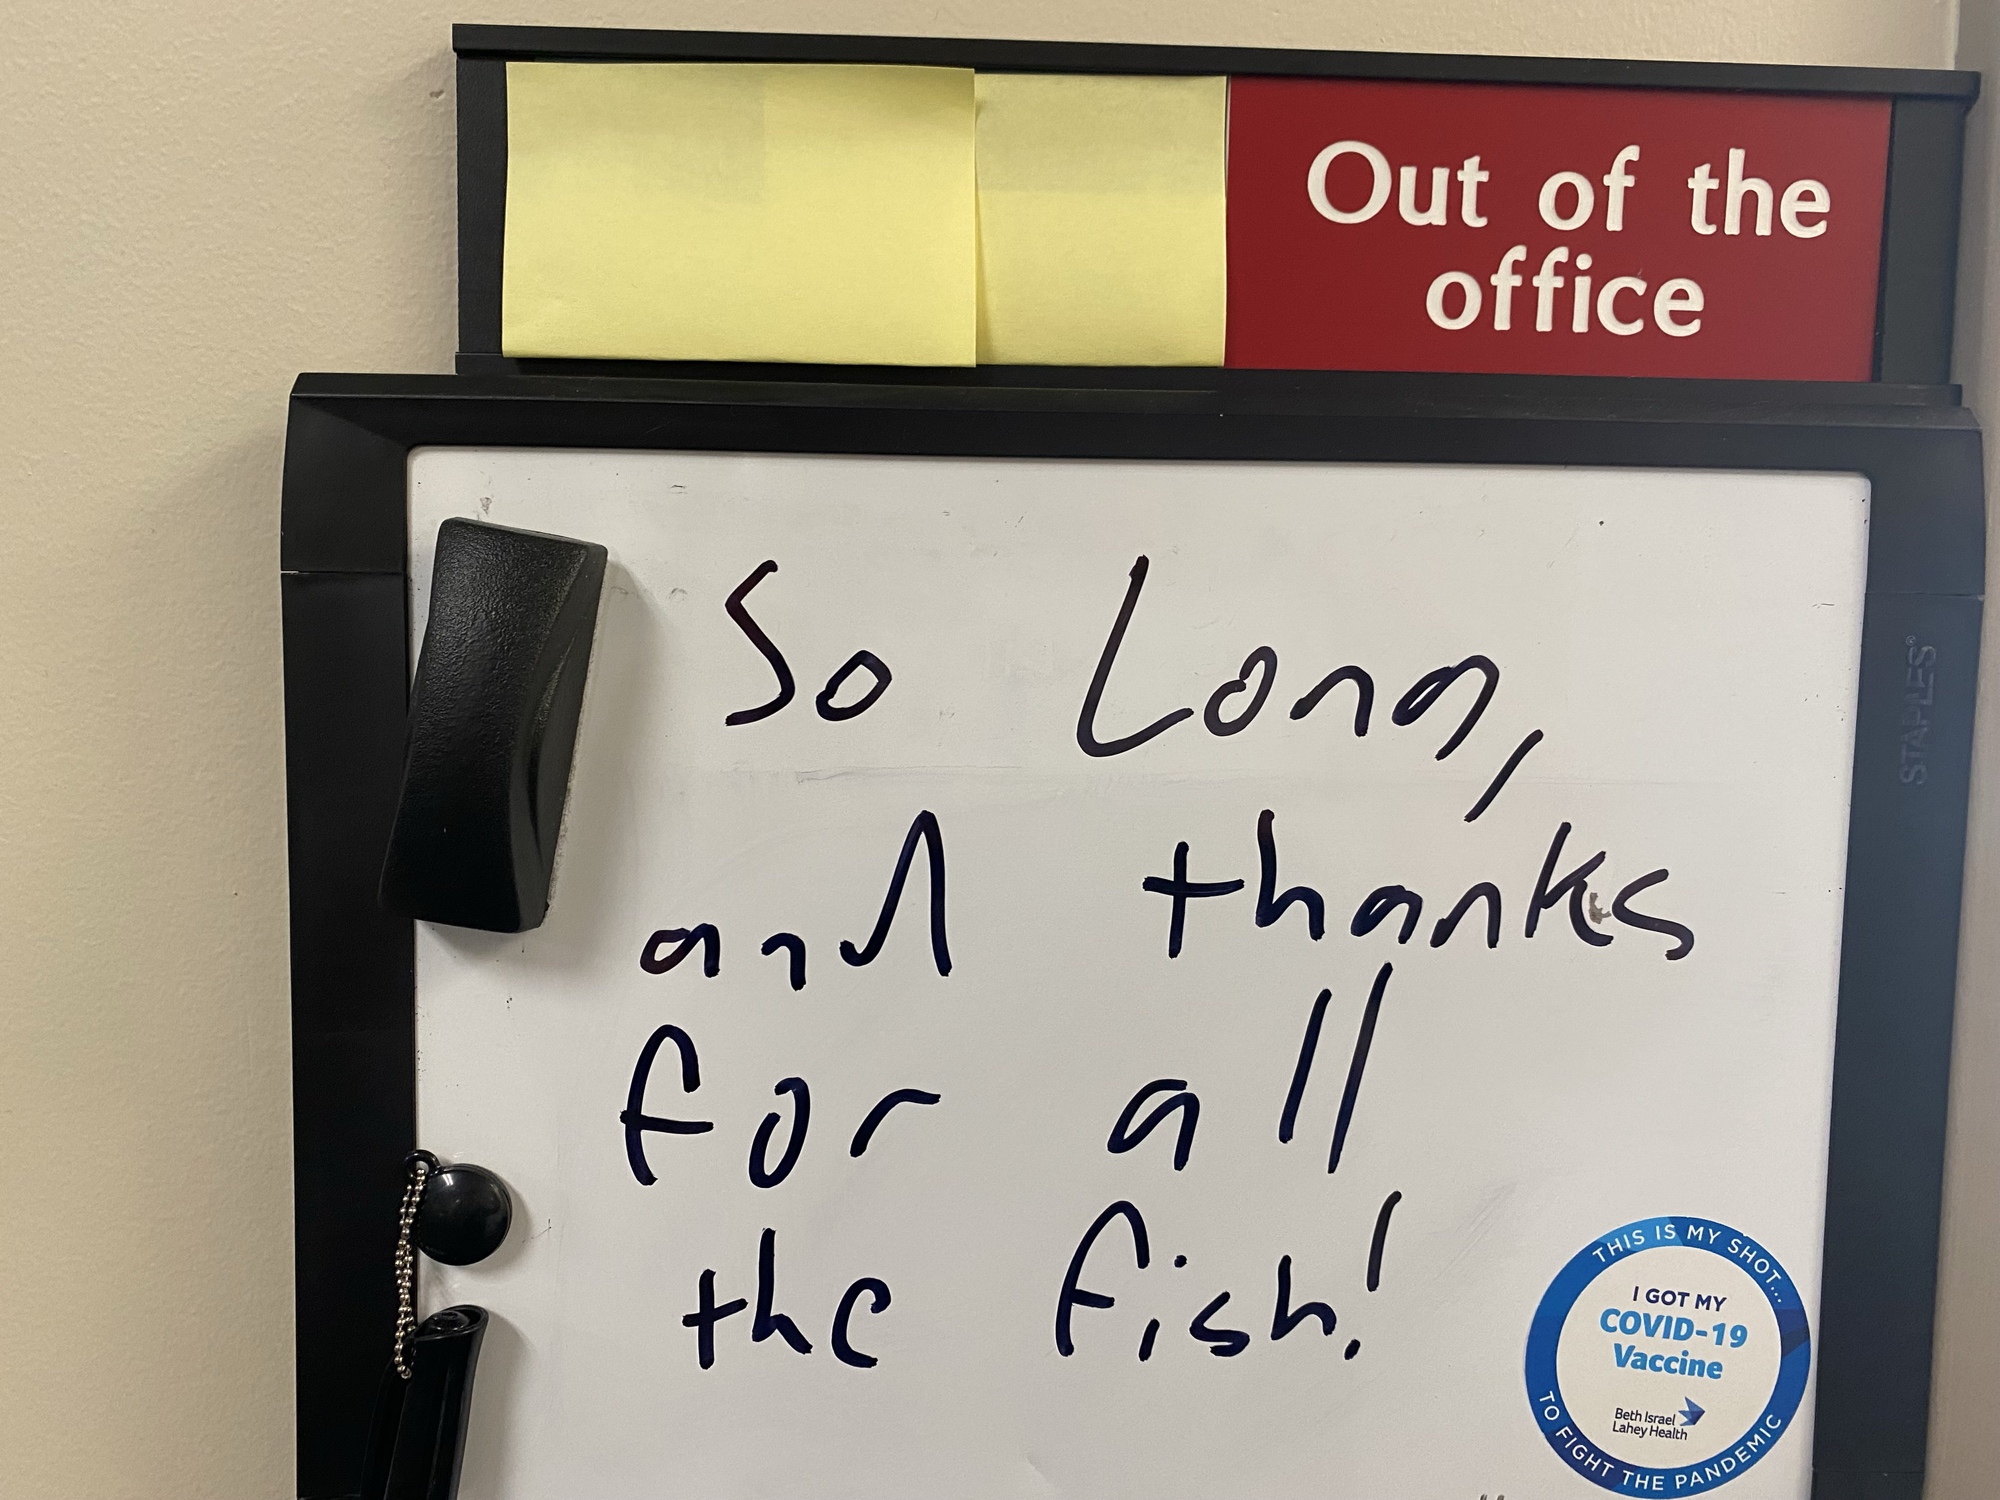 Out of the
office
STAPLES®
So Long,
and thanks
for all
the fish!
THIS IS MY SHOT...
I GOT MY
COVID-19
Vaccine
Beth Israel
Lahey Health
TO FIGHT THE PANDEMIC